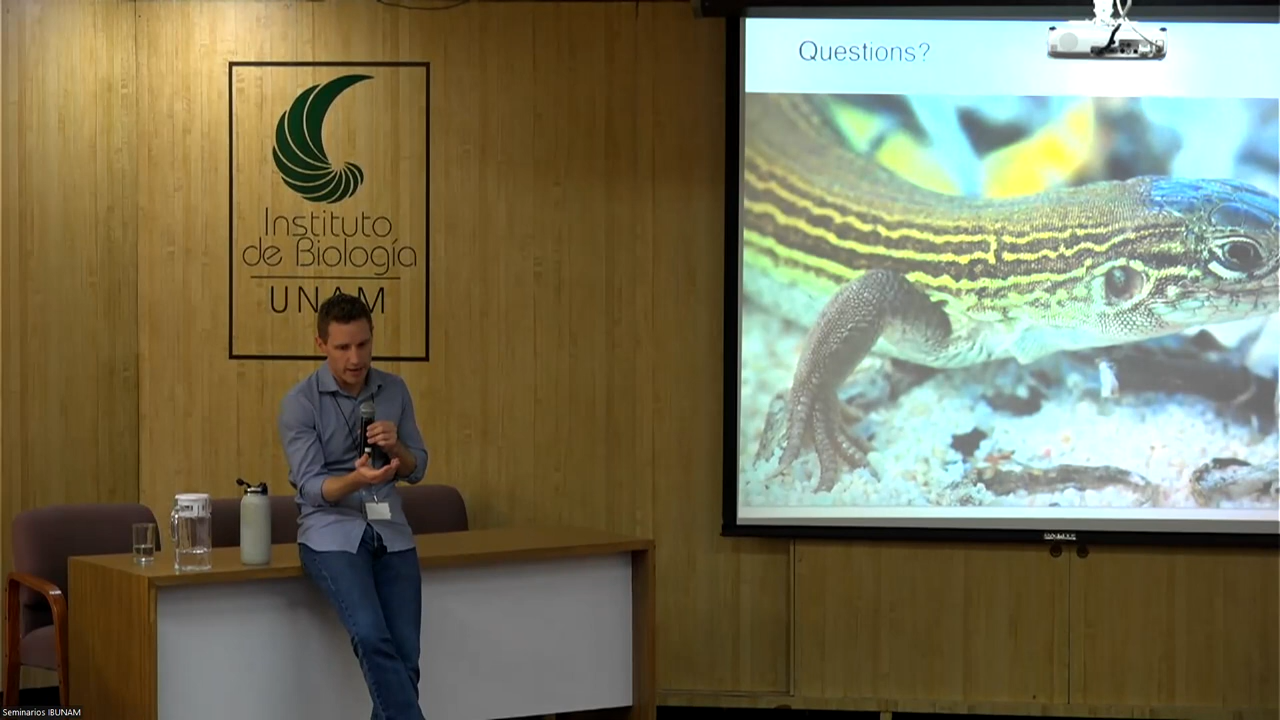 Questions?
Instituto
de Biología
UNAM
Seminarios IBUNAM